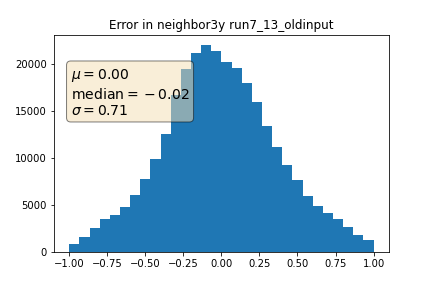 Error in neighbor3y run7_13_oldinput
μ = 0.00
median = −0.02
σ = 0.71
20000
15000
10000
5000
0
−1.00 −0.75 −0.50 −0.25 0.00 0.25 0.50 0.75 1.00